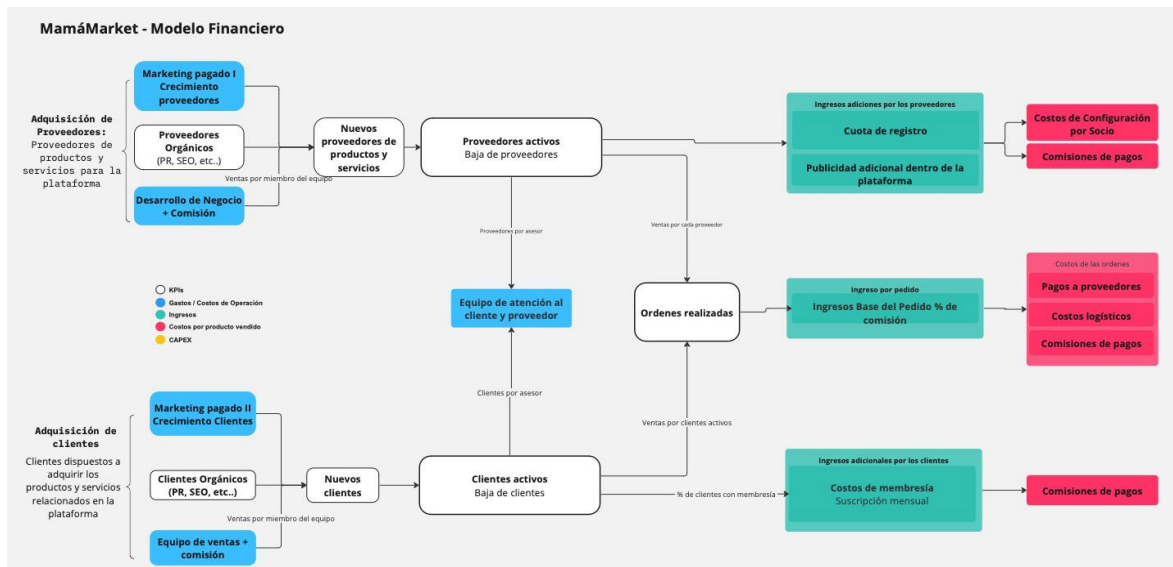 MamáMarket - Modelo Financiero
Marketing pagado I
Crecimiento
proveedores
Adquisición de
Proveedores:
Proveedores de
productos y
servicios para la
plataforma
Proveedores
Orgánicos
(PR, SEO, etc..)
Ventas por miembro del equipo
Desarrollo de Negocio
+ Comisión
Nuevos
proveedores de
productos y
servicios
Proveedores activos
Baja de proveedores
Ingresos adiciones por los proveedores
Cuota de registro
Publicidad adicional dentro de la
plataforma
Costos de Configuración
por Socio
Comisiones de pagos
Proveedores por asesor
Ventas por cada proveedor
KPIs
Gastos / Costos de Operación
Ingresos
Costos por producto vendido
CAPEX
Equipo de atención al
cliente y proveedor
Ordenes realizadas
Ingreso por pedido
Ingresos Base del Pedido % de
comisión
Costos de las ordenes
Pagos a proveedores
Costos logísticos
Comisiones de pagos
Clientes por asesor
Ventas por clientes activos
Marketing pagado II
Crecimiento Clientes
Adquisición de
clientes
Clientes dispuestos a
adquirir los
productos y servicios
relacionados en la
plataforma
Clientes Orgánicos
(PR, SEO, etc..)
Ventas por miembro del equipo
Equipo de ventas +
comisión
Nuevos
clientes
Clientes activos
Baja de clientes
% de clientes con membresía
Ingresos adicionales por los clientes
Costos de membresía
Suscripción mensual
Comisiones de pagos